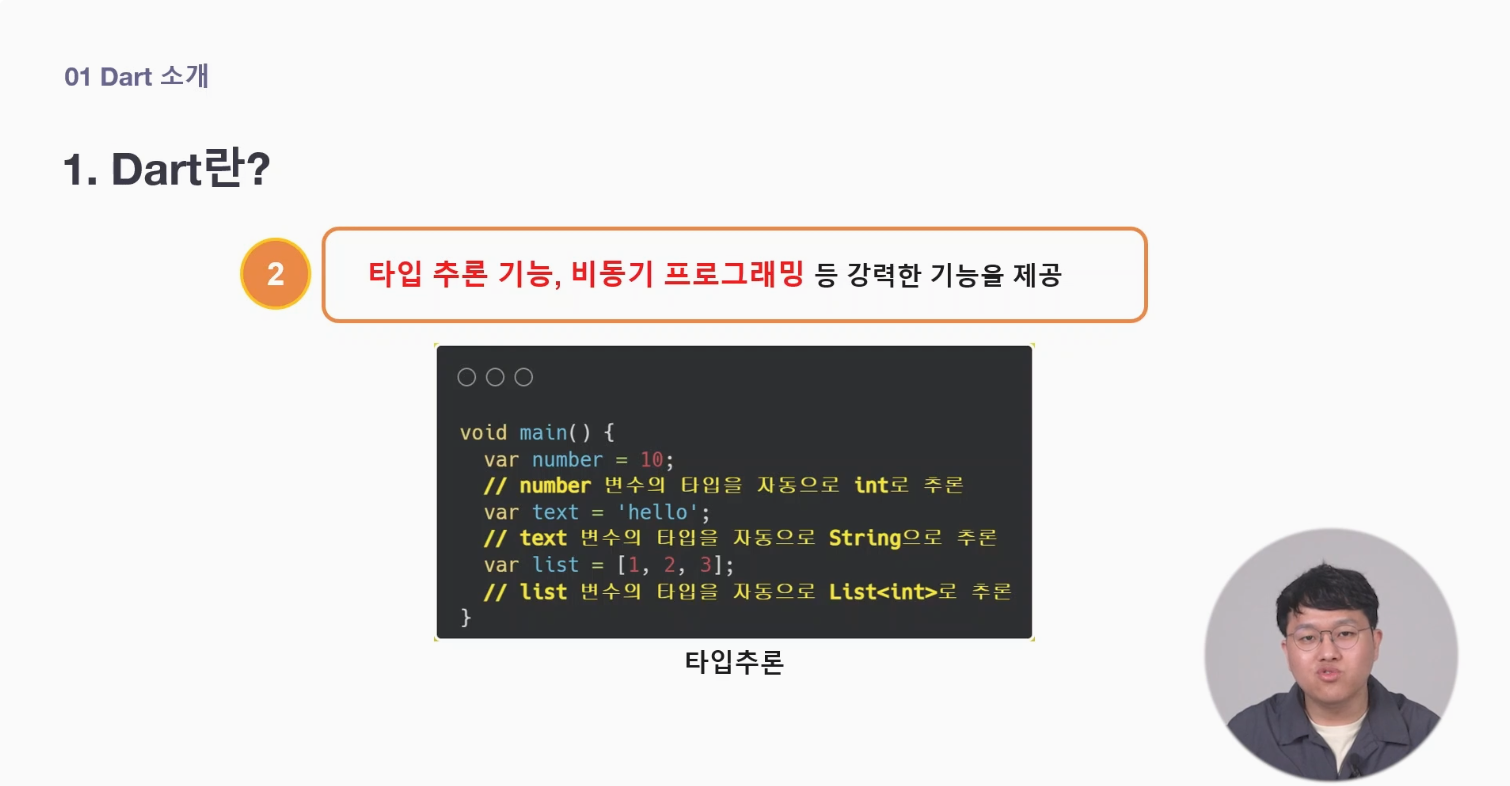 01 Dart 소개
1. Dart란?
2
타입 추론 기능, 비동기 프로그래밍 등 강력한 기능을 제공
void main() {
  var number = 10;
  // number 변수의 타입을 자동으로 int로 추론
  var text = 'hello';
  // text 변수의 타입을 자동으로 String으로 추론
  var list = [1, 2, 3];
  // list 변수의 타입을 자동으로 List<int>로 추론
}
타입추론